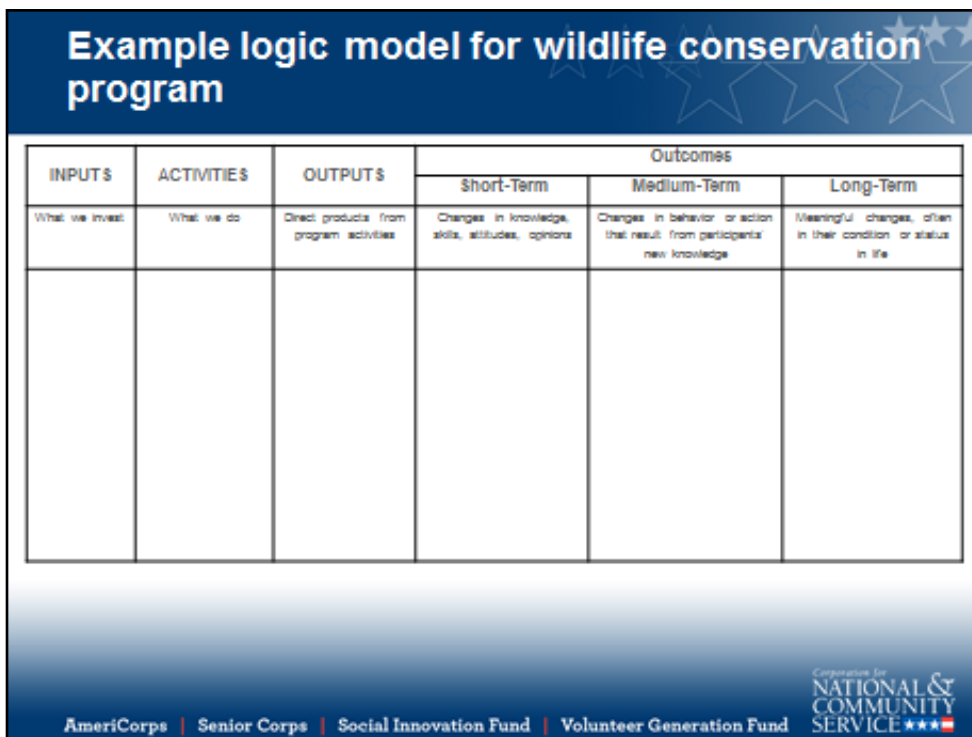 Example logic model for wildlife conservation
program
INPUTS
ACTIVITIES
OUTPUTS
Outcomes
Short-Term
Medium-Term
Long-Term
What we invest
What we do
Direct products from
program activities
Changes in knowledge,
skills, attitudes, opinions
Changes in behavior or action
that result from participants'
new knowledge
Meaningful changes, often
in their condition or status
in life
Corporation for
NATIONAL &
COMMUNITY
SERVICE
AmeriCorps | Senior Corps | Social Innovation Fund | Volunteer Generation Fund